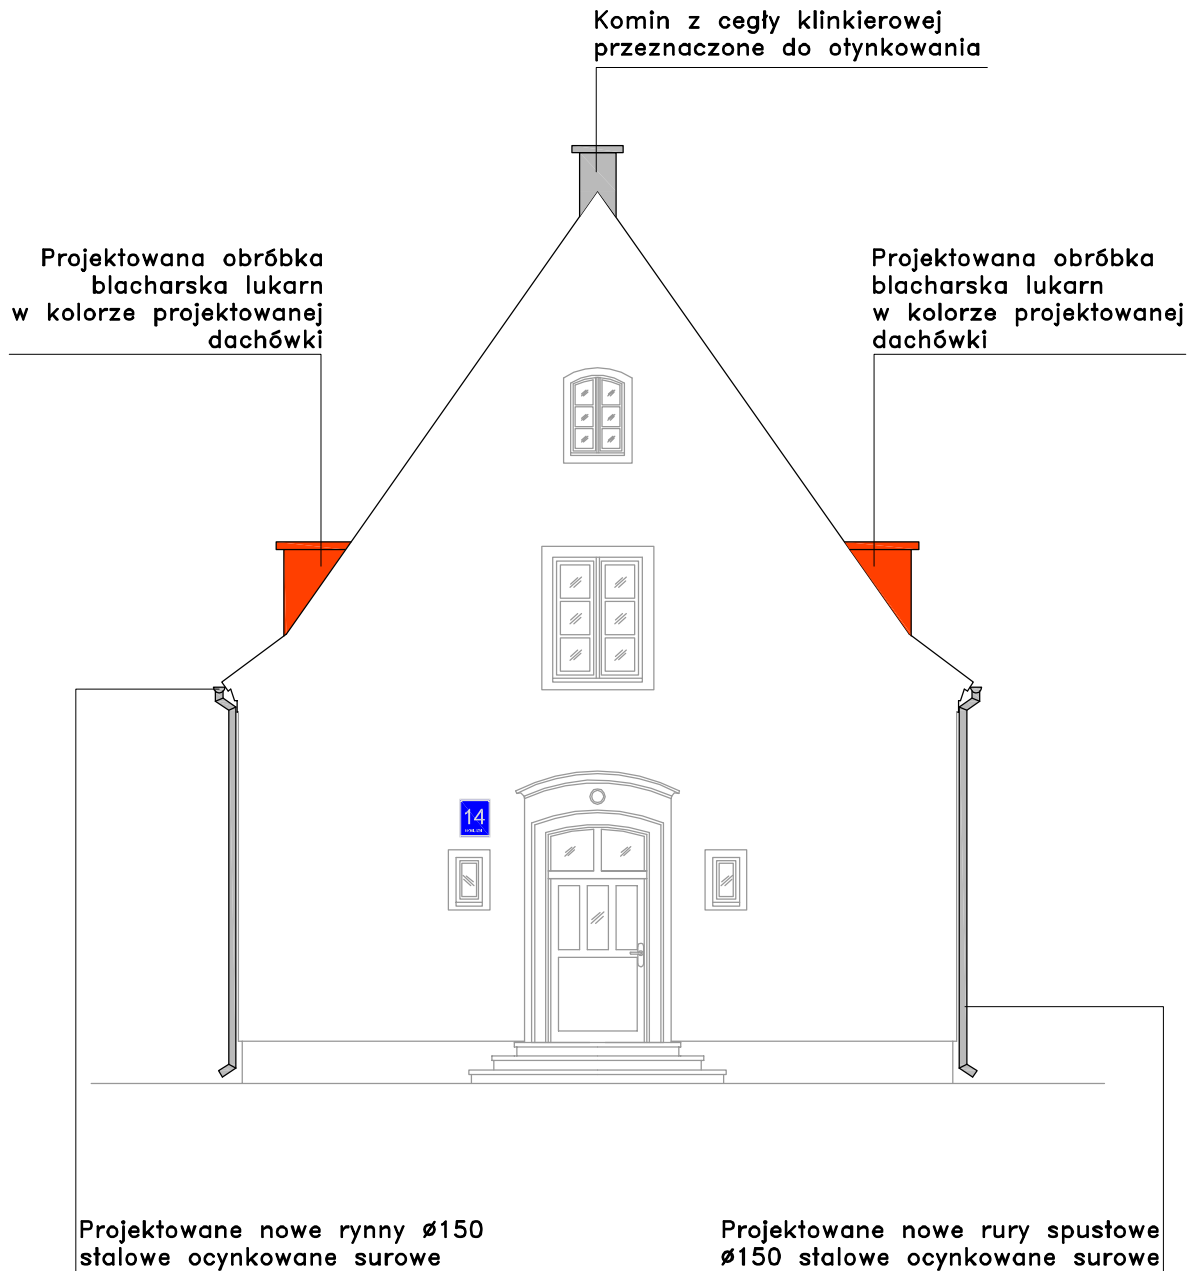 Komin z cegły klinkierowej
przeznaczone do otynkowania
Projektowana obróbka
blacharska lukarn
w kolorze projektowanej
dachówki
Projektowana obróbka
blacharska lukarn
w kolorze projektowanej
dachówki
14
Projektowane nowe rynny ø150
stalowe ocynkowane surowe
Projektowane nowe rury spustowe
ø150 stalowe ocynkowane surowe